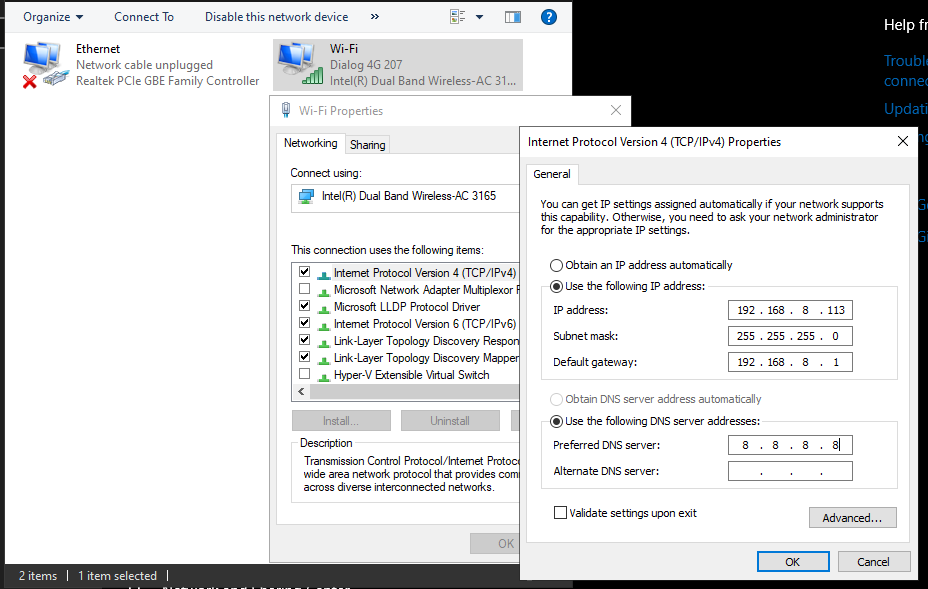 Organize
Connect To
Disable this network device
»
?
Help fr
Ethernet
Network cable unplugged
Realtek PCIe GBE Family Controller
Wi-Fi
Dialog 4G 207
Intel(R) Dual Band Wireless-AC 31...
Trouble
connec
Updati
Wi-Fi Properties
Networking
Sharing
Connect using:
Intel(R) Dual Band Wireless-AC 3165
This connection uses the following items:
Internet Protocol Version 4 (TCP/IPv4)
Microsoft Network Adapter Multiplexor P
Microsoft LLDP Protocol Driver
Internet Protocol Version 6 (TCP/IPv6)
Link-Layer Topology Discovery Respon
Link-Layer Topology Discovery Mapper
Hyper-V Extensible Virtual Switch
Install...
Uninstall
Description
Transmission Control Protocol/Internet Protoco
wide area network protocol that provides com
across diverse interconnected networks.
OK
Internet Protocol Version 4 (TCP/IPv4) Properties
General
You can get IP settings assigned automatically if your network supports
this capability. Otherwise, you need to ask your network administrator
for the appropriate IP settings.
Obtain an IP address automatically
Use the following IP address:
IP address: 192 . 168 . 8 . 113
Subnet mask: 255 . 255 . 255 . 0
Default gateway: 192 . 168 . 8 . 1
Obtain DNS server address automatically
Use the following DNS server addresses:
Preferred DNS server: 8 . 8 . 8 . 8
Alternate DNS server: . . .
Validate settings upon exit
Advanced...
OK
Cancel
2 items
1 item selected